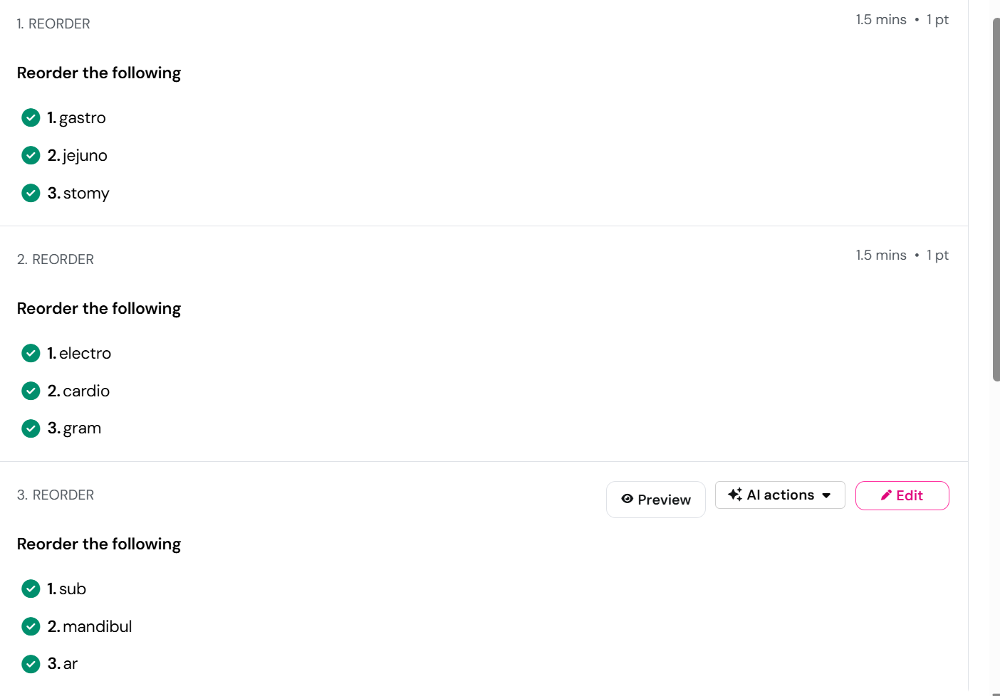 1. REORDER
1.5 mins • 1 pt
Reorder the following
1. gastro
2. jejuno
3. stomy
2. REORDER
1.5 mins • 1 pt
Reorder the following
1. electro
2. cardio
3. gram
3. REORDER
Preview
AI actions
Edit
Reorder the following
1. sub
2. mandibul
3. ar